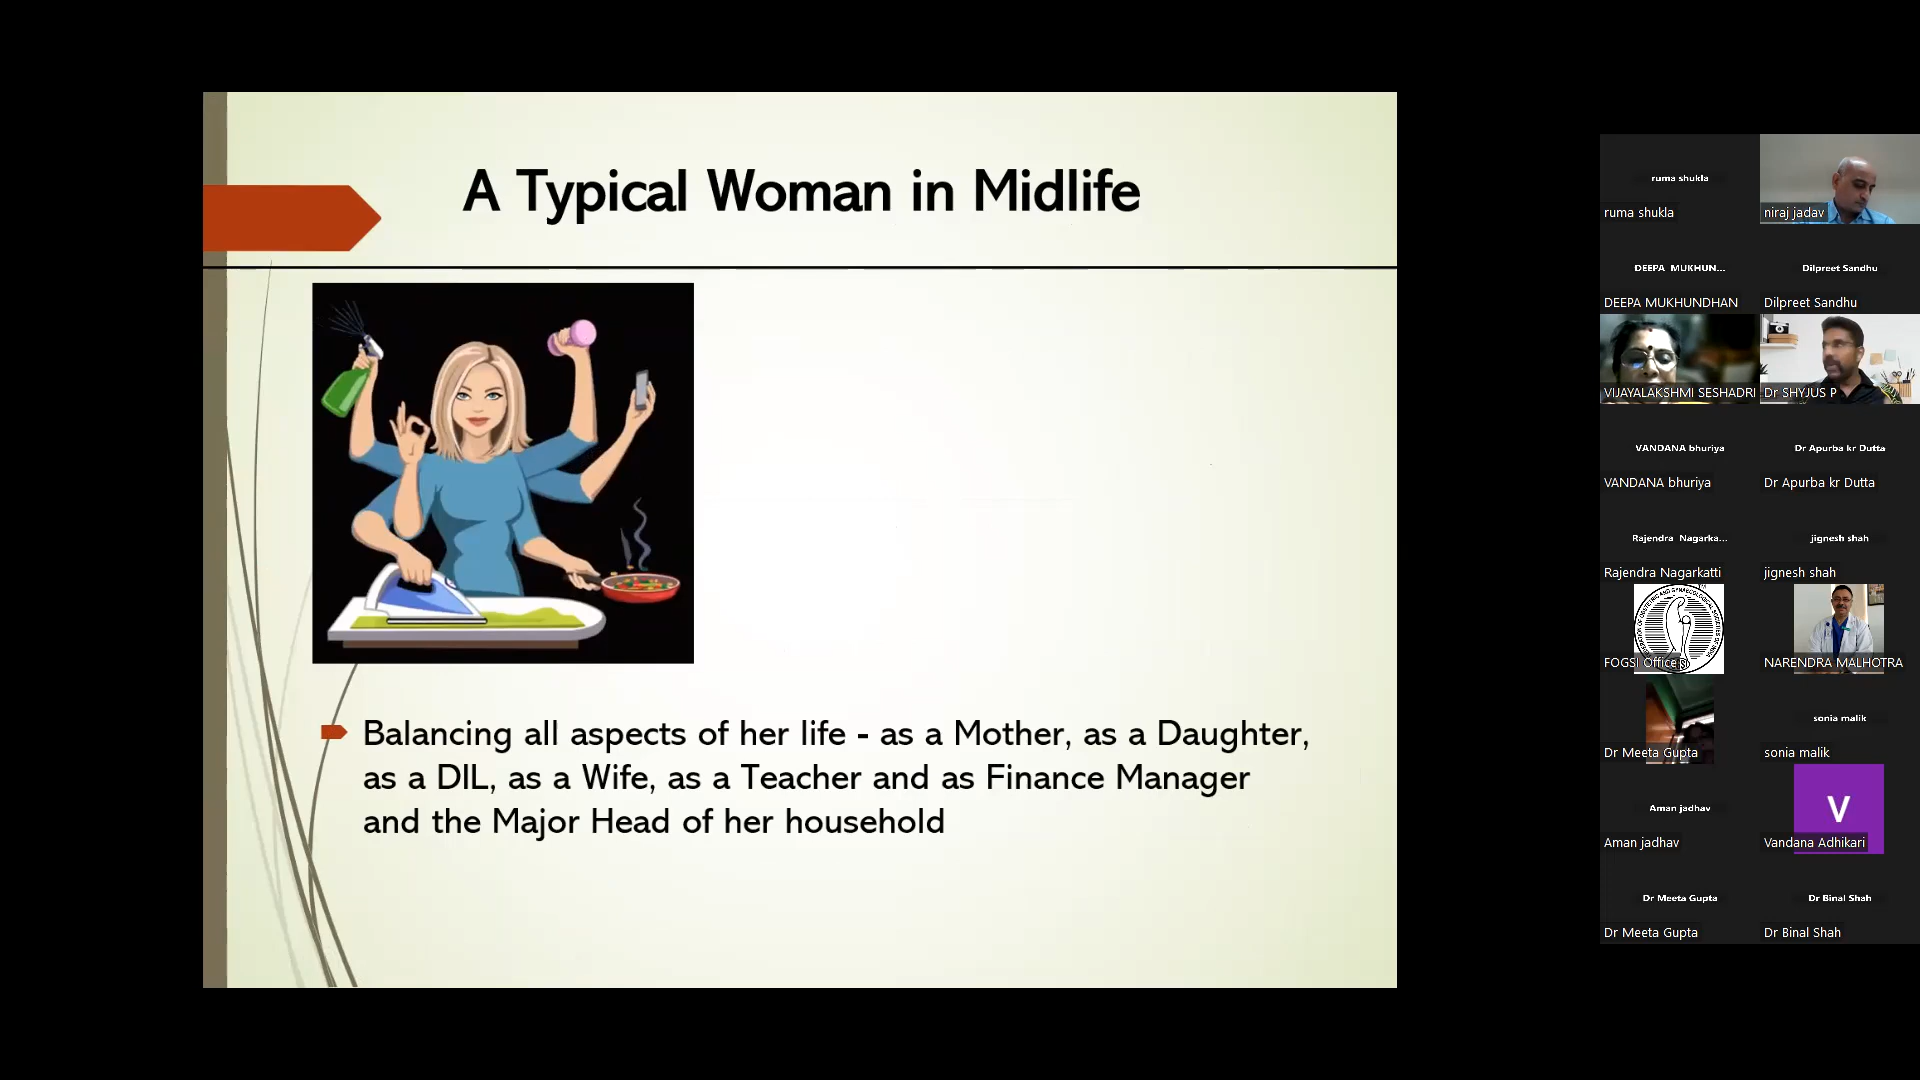 A Typical Woman in Midlife
Balancing all aspects of her life - as a Mother, as a Daughter,
as a DIL, as a Wife, as a Teacher and as Finance Manager
and the Major Head of her household
ruma shukla
ruma shukla
niraj jadav
DEEPA MUKHUN...
DEEPA MUKHUNDHAN
Dilpreet Sandhu
Dilpreet Sandhu
VIJAYALAKSHMI SESHADRI
Dr SHYJUS P
VANDANA bhuriya
VANDANA bhuriya
Dr Apurba kr Dutta
Dr Apurba kr Dutta
Rajendra Nagarka...
Rajendra Nagarkatti
jignesh shah
jignesh shah
FOGSI Office
NARENDRA MALHOTRA
Dr Meeta Gupta
sonia malik
sonia malik
Aman jadhav
Aman jadhav
V
Vandana Adhikari
Dr Meeta Gupta
Dr Meeta Gupta
Dr Binal Shah
Dr Binal Shah